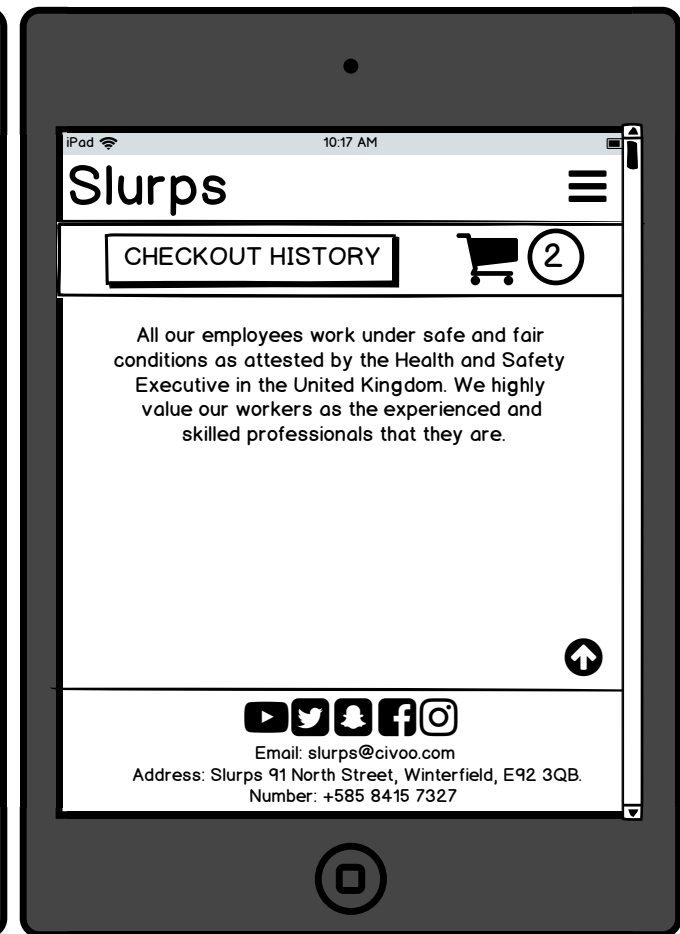 iPad 10:17 AM
Slurps
CHECKOUT HISTORY 2
All our employees work under safe and fair
conditions as attested by the Health and Safety
Executive in the United Kingdom. We highly
value our workers as the experienced and
skilled professionals that they are.
Email: slurps@civoo.com
Address: Slurps 91 North Street, Winterfield, E92 3QB.
Number: +585 8415 7327